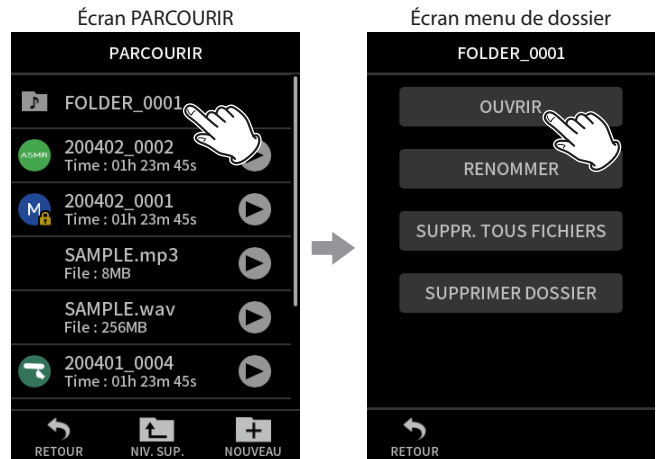 Écran PARCOURIR
PARCOURIR
FOLDER_0001
ASMR
200402_0002
Time : 01h 23m 45s
M
200402_0001
Time : 01h 23m 45s
SAMPLE.mp3
File : 8MB
SAMPLE.wav
File : 256MB
200401_0004
Time : 01h 23m 45s
RETOUR
NIV. SUP.
NOUVEAU
Écran menu de dossier
FOLDER_0001
OUVRIR
RENOMMER
SUPPR. TOUS FICHIERS
SUPPRIMER DOSSIER
RETOUR